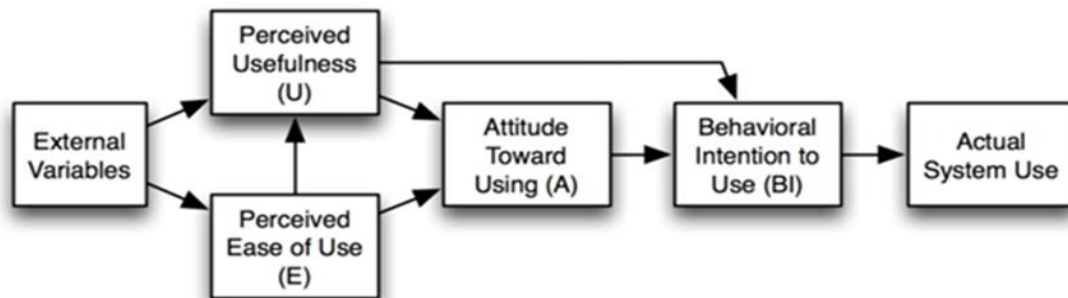 External
Variables
Perceived
Usefulness
(U)
Perceived
Ease of Use
(E)
Attitude
Toward
Using (A)
Behavioral
Intention to
Use (BI)
Actual
System Use